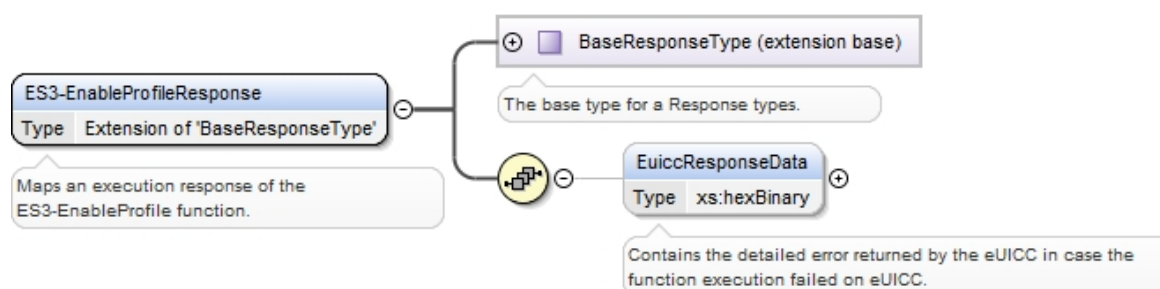 BaseResponseType (extension base)
The base type for a Response types.
ES3-EnableProfileResponse
Type Extension of 'BaseResponseType'
Maps an execution response of the
ES3-EnableProfile function.
EuiccResponseData
Type xs:hexBinary
Contains the detailed error returned by the eUICC in case the
function execution failed on eUICC.